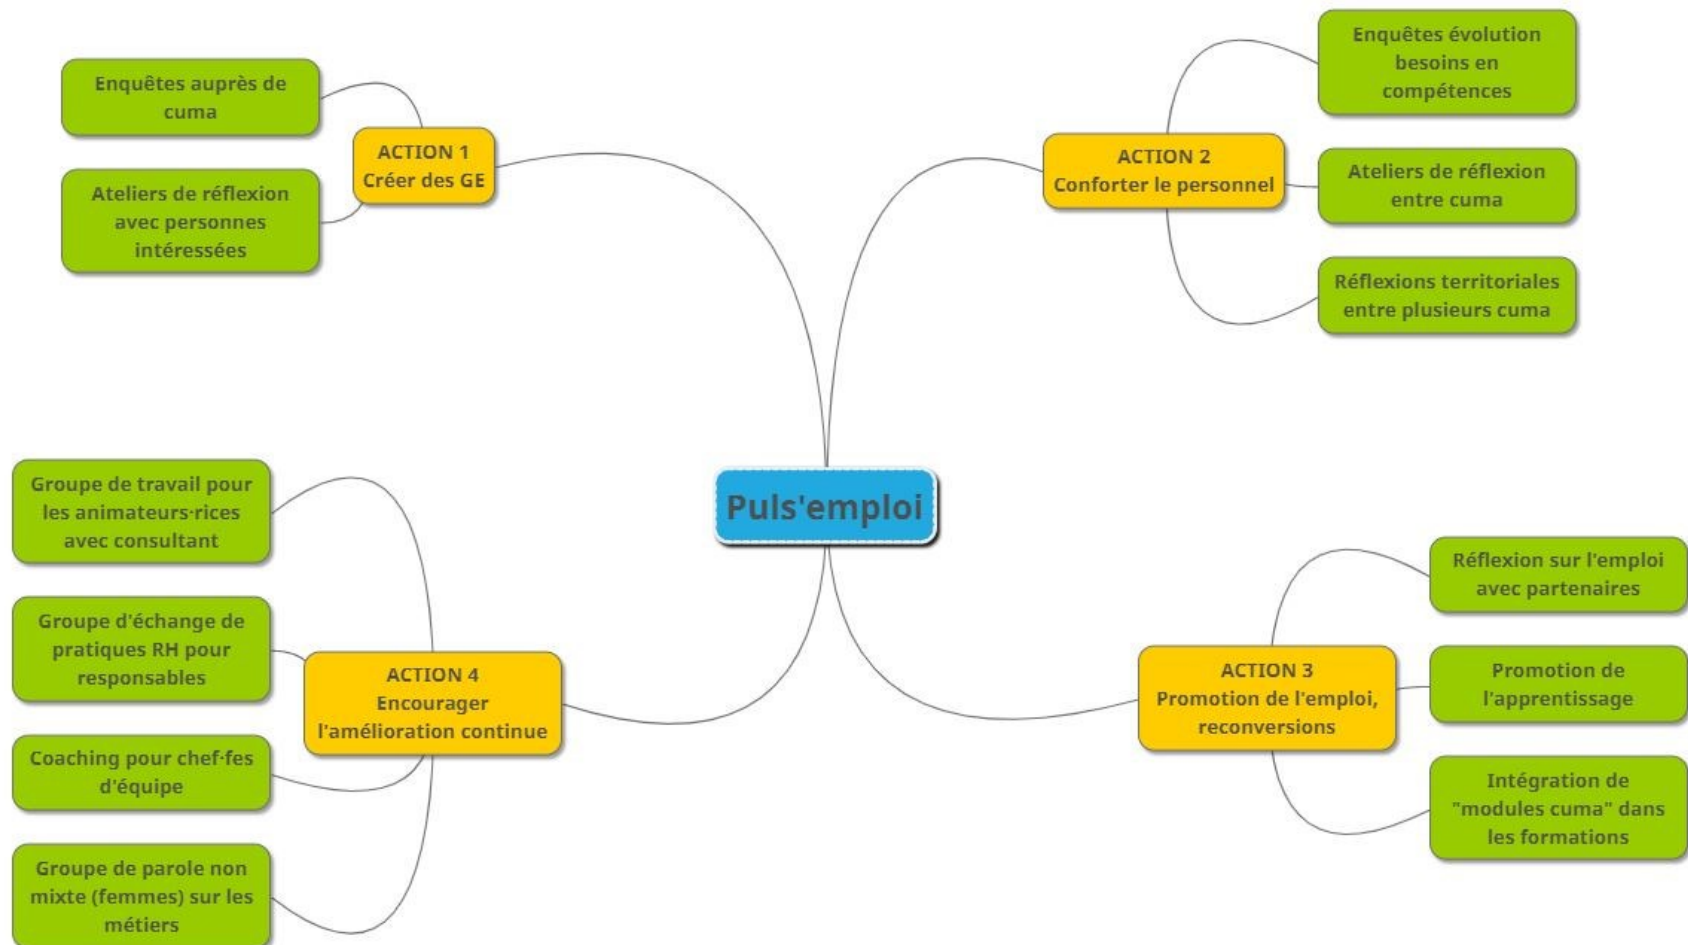 Enquêtes auprès de
cuma
Ateliers de réflexion
avec personnes
intéressées
ACTION 1
Créer des GE
ACTION 2
Conforter le personnel
Enquêtes évolution
besoins en
compétences
Ateliers de réflexion
entre cuma
Réflexions territoriales
entre plusieurs cuma
Puls'emploi
Groupe de travail pour
les animateurs·rices
avec consultant
Groupe d'échange de
pratiques RH pour
responsables
Coaching pour chef·fes
d'équipe
Groupe de parole non
mixte (femmes) sur les
métiers
ACTION 4
Encourager
l'amélioration continue
ACTION 3
Promotion de l'emploi,
reconversions
Réflexion sur l'emploi
avec partenaires
Promotion de
l'apprentissage
Intégration de
"modules cuma" dans
les formations